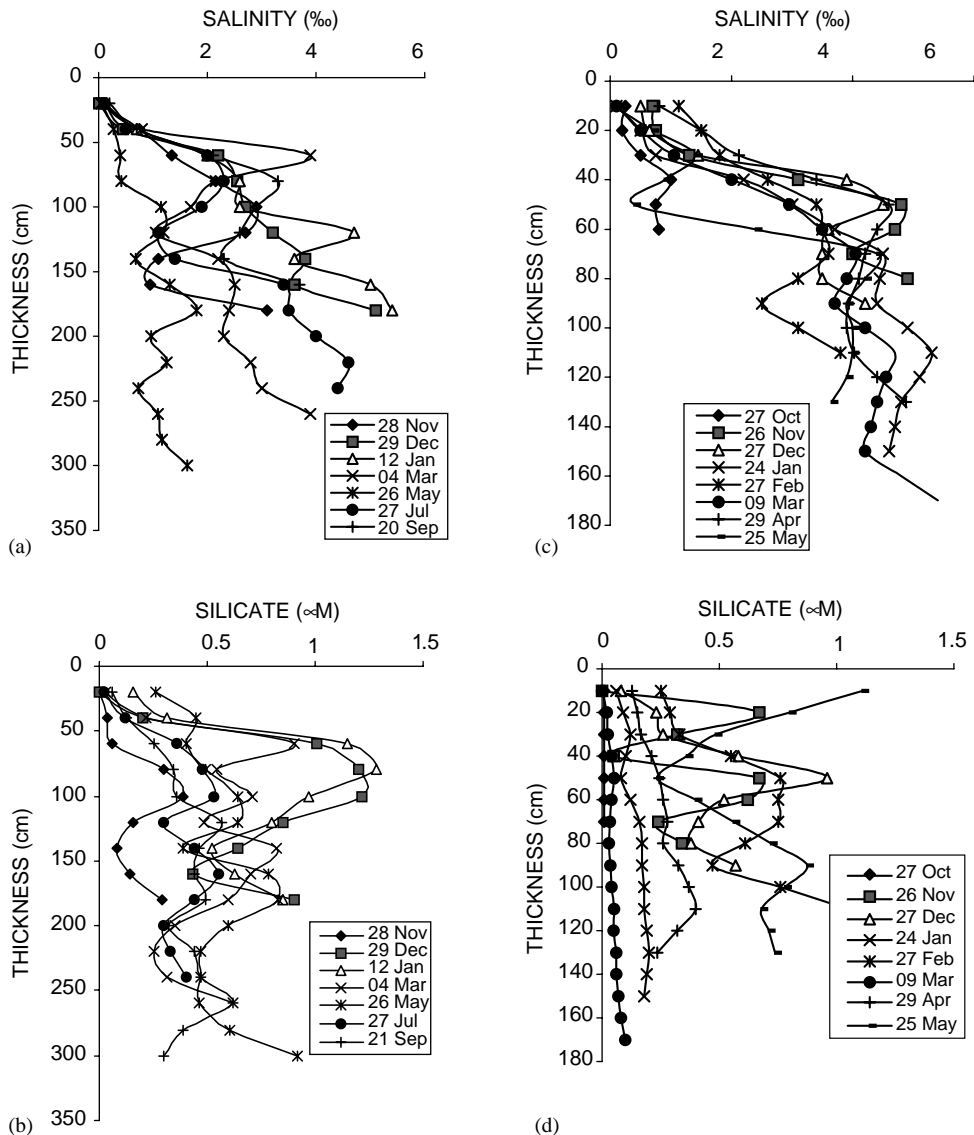 SALINITY (‰)
0 2 4 6
0
50
100
150
200
250
300
350
THICKNESS (cm)
28 Nov
29 Dec
12 Jan
04 Mar
26 May
27 Jul
20 Sep
(a)
SALINITY (‰)
0 2 4 6
0
20
40
60
80
100
120
140
160
180
THICKNESS (cm)
27 Oct
26 Nov
27 Dec
24 Jan
27 Feb
09 Mar
29 Apr
25 May
(c)
SILICATE (∝M)
0 0.5 1 1.5
0
50
100
150
200
250
300
350
THICKNESS (cm)
28 Nov
29 Dec
12 Jan
04 Mar
26 May
27 Jul
21 Sep
(b)
SILICATE (∝M)
0 0.5 1 1.5
0
20
40
60
80
100
120
140
160
180
THICKNESS (cm)
27 Oct
26 Nov
27 Dec
24 Jan
27 Feb
09 Mar
29 Apr
25 May
(d)